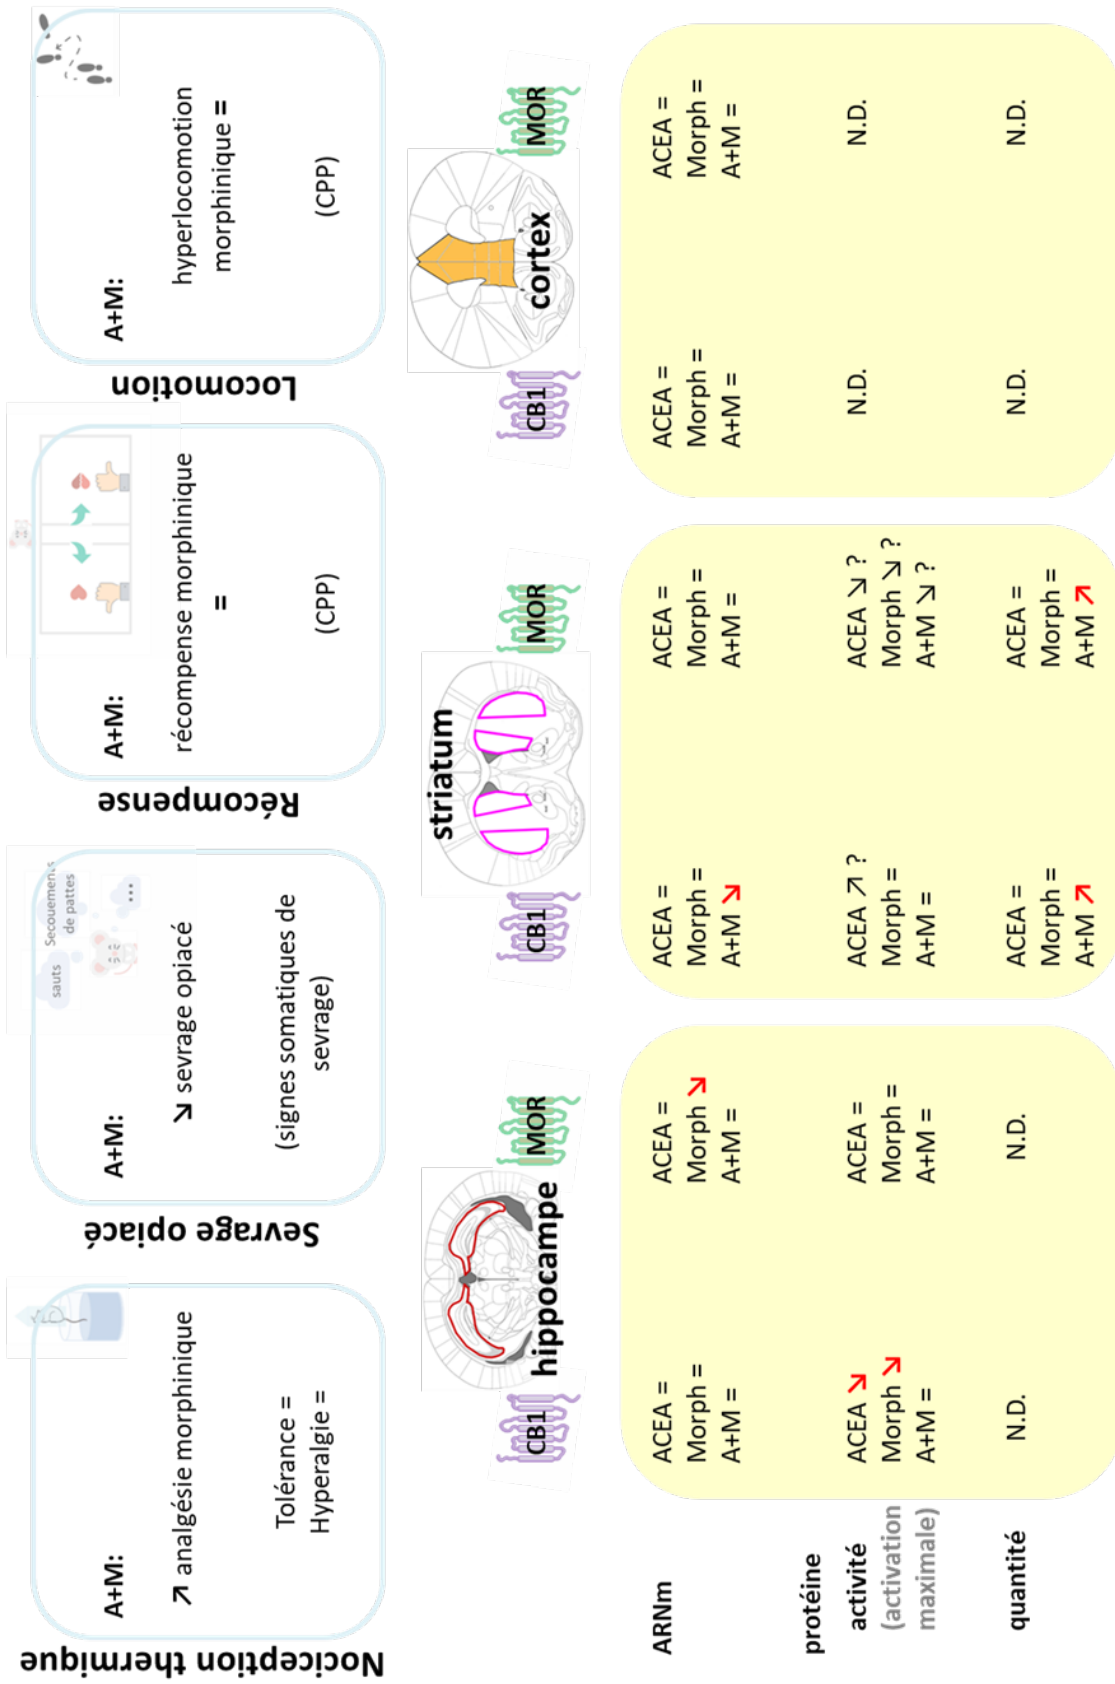 Nociception thermique
A+M:
↗ analgésie morphinique
Tolérance =
Hyperalgie =
Sevrage opiacé
sauts
Secouements
de pattes
...
A+M:
↘ sevrage opiacé
(signes somatiques de
sevrage)
Récompense
A+M:
récompense morphinique
=
(CPP)
Locomotion
A+M:
hyperlocomotion
morphinique =
(CPP)
CB1
hippocampe
MOR
CB1
striatum
MOR
CB1
cortex
MOR
ARNm
ACEA =
Morph =
A+M =
ACEA =
Morph ↘
A+M =
ACEA =
Morph =
A+M ↘
ACEA =
Morph =
A+M =
ACEA =
Morph =
A+M =
ACEA =
Morph =
A+M =
protéine
activité
(activation
maximale)
ACEA ↘
Morph ↘
A+M =
ACEA =
Morph =
A+M =
ACEA ↗ ?
Morph =
A+M =
ACEA ↘ ?
Morph ↘ ?
A+M ↘ ?
N.D.
N.D.
quantité
N.D.
N.D.
ACEA =
Morph =
A+M ↗
ACEA =
Morph =
A+M ↗
N.D.
N.D.